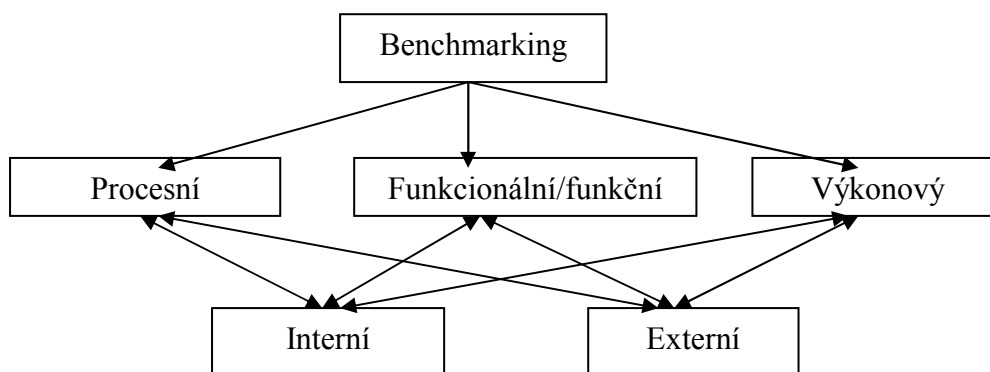 Benchmarking
Procesní
Funkcionální/funkční
Výkonový
Interní
Externí